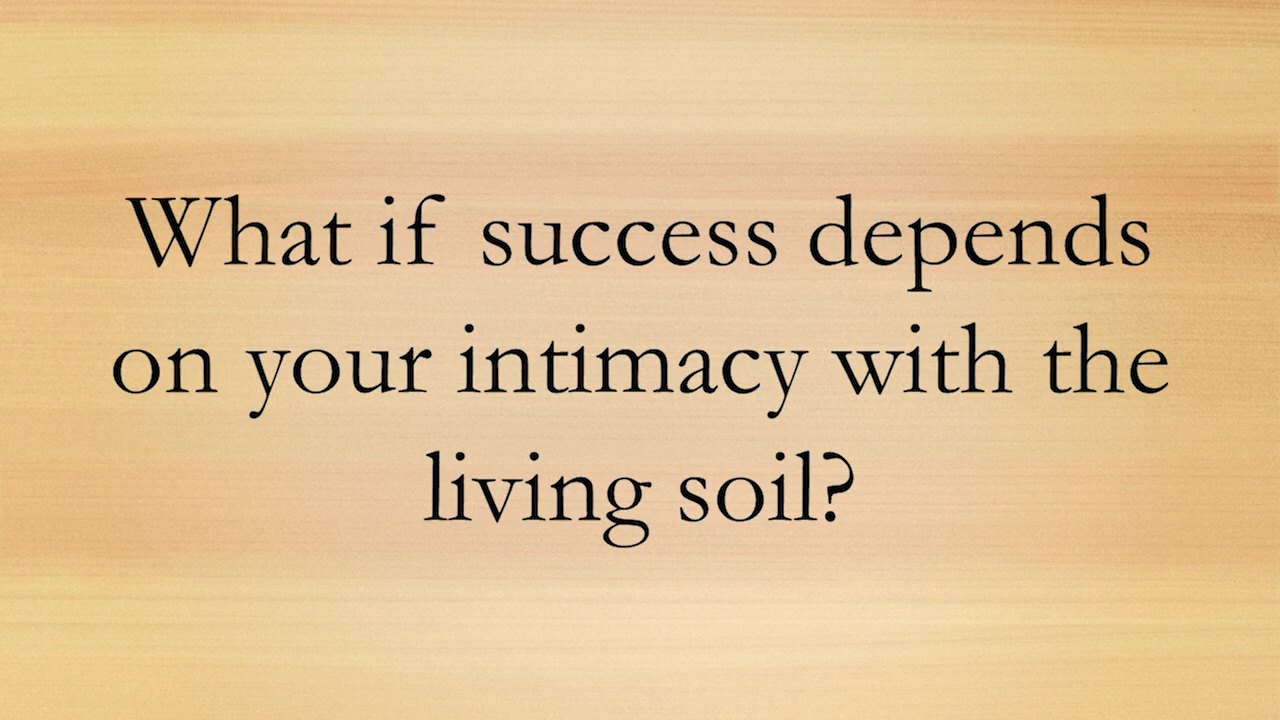 What if success depends
on your intimacy with the
living soil?